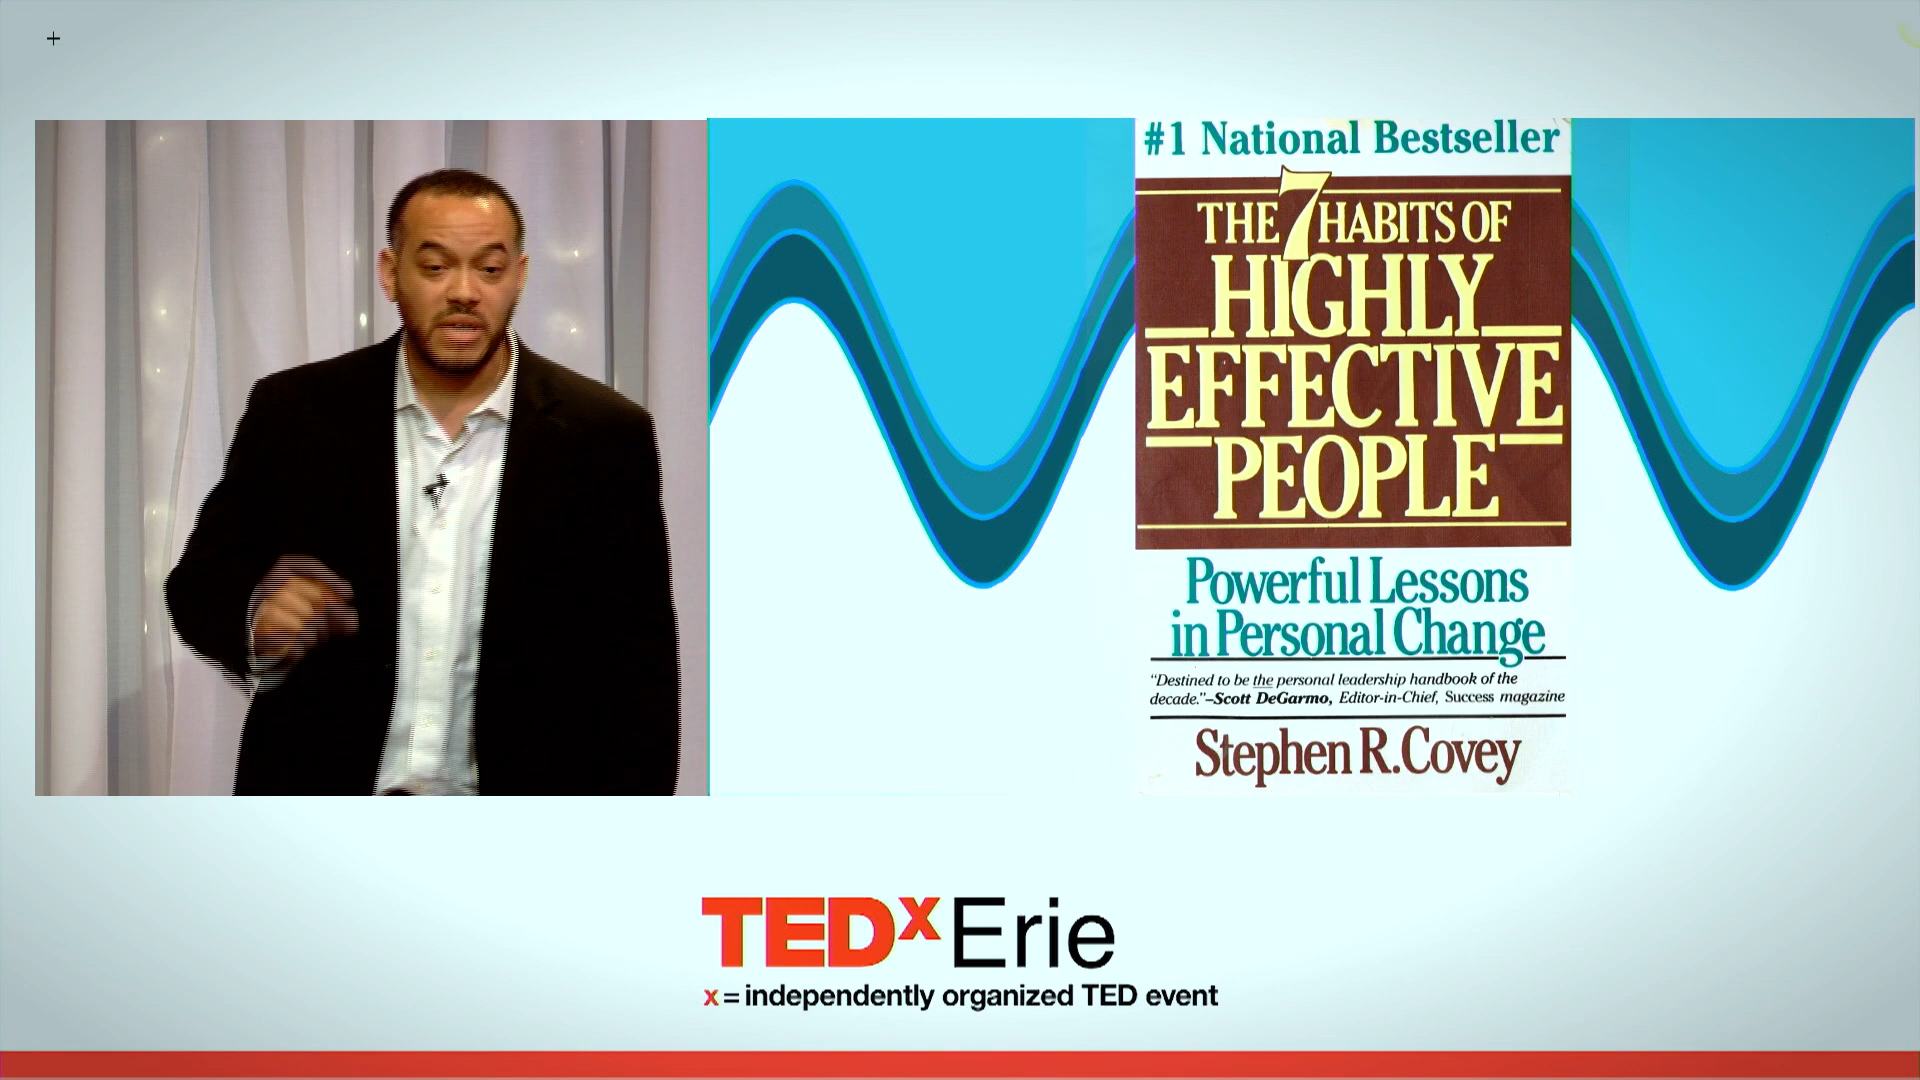 #1 National Bestseller
THE 7 HABITS OF
HIGHLY
EFFECTIVE
PEOPLE
Powerful Lessons
in Personal Change
"Destined to be the personal leadership handbook of the
decade."–Scott DeGarmo, Editor-in-Chief, Success magazine
Stephen R. Covey
TEDxErie
x = independently organized TED event